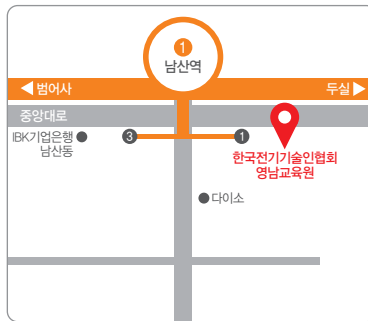 1
남산역
◀범어사
두실▶
중앙대로
IBK기업은행
남산동
3
1
한국전기기술인협회
영남교육원
다이소